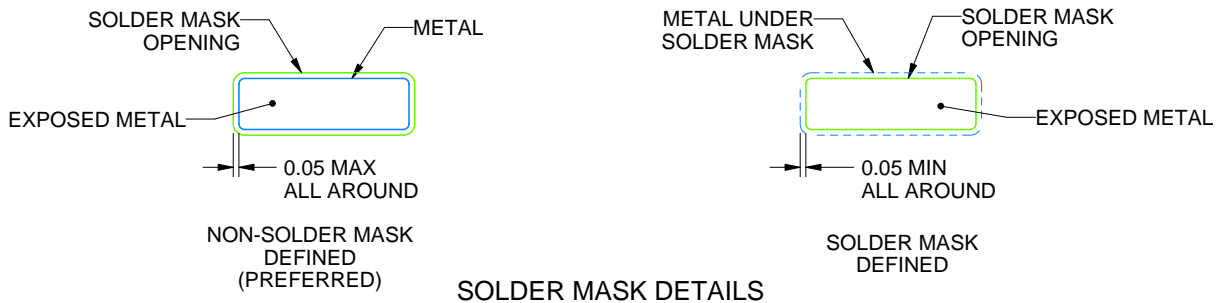 SOLDER MASK
OPENING
METAL
EXPOSED METAL
0.05 MAX
ALL AROUND
NON-SOLDER MASK
DEFINED
(PREFERRED)
METAL UNDER
SOLDER MASK
SOLDER MASK
OPENING
EXPOSED METAL
0.05 MIN
ALL AROUND
SOLDER MASK
DEFINED
SOLDER MASK DETAILS